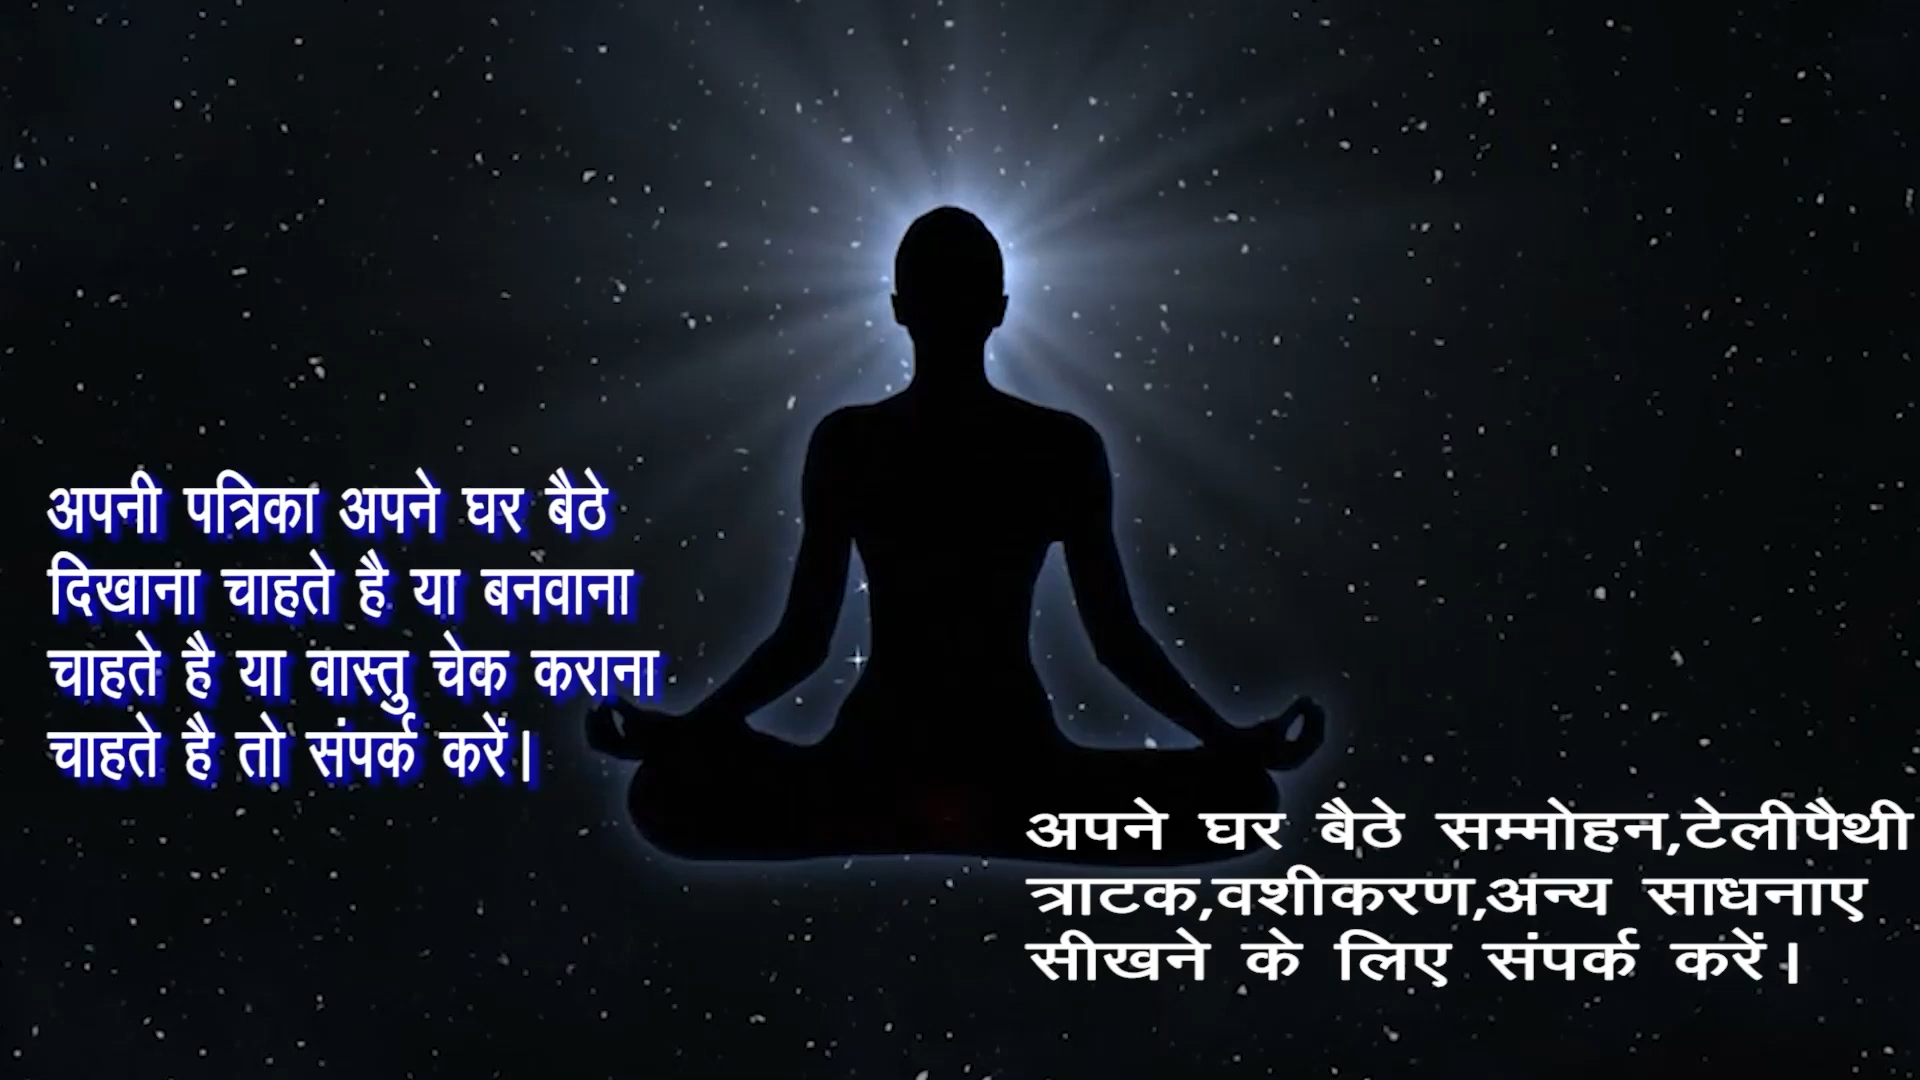 अपनी पत्रिका अपने घर बैठे
दिखाना चाहते है या बनवाना
चाहते है या वास्तु चेक कराना
चाहते है तो संपर्क करें|
अपने घर बैठे सम्मोहन,टेलीपैथी
त्राटक,वशीकरण,अन्य साधनाए
सीखने के लिए संपर्क करें।